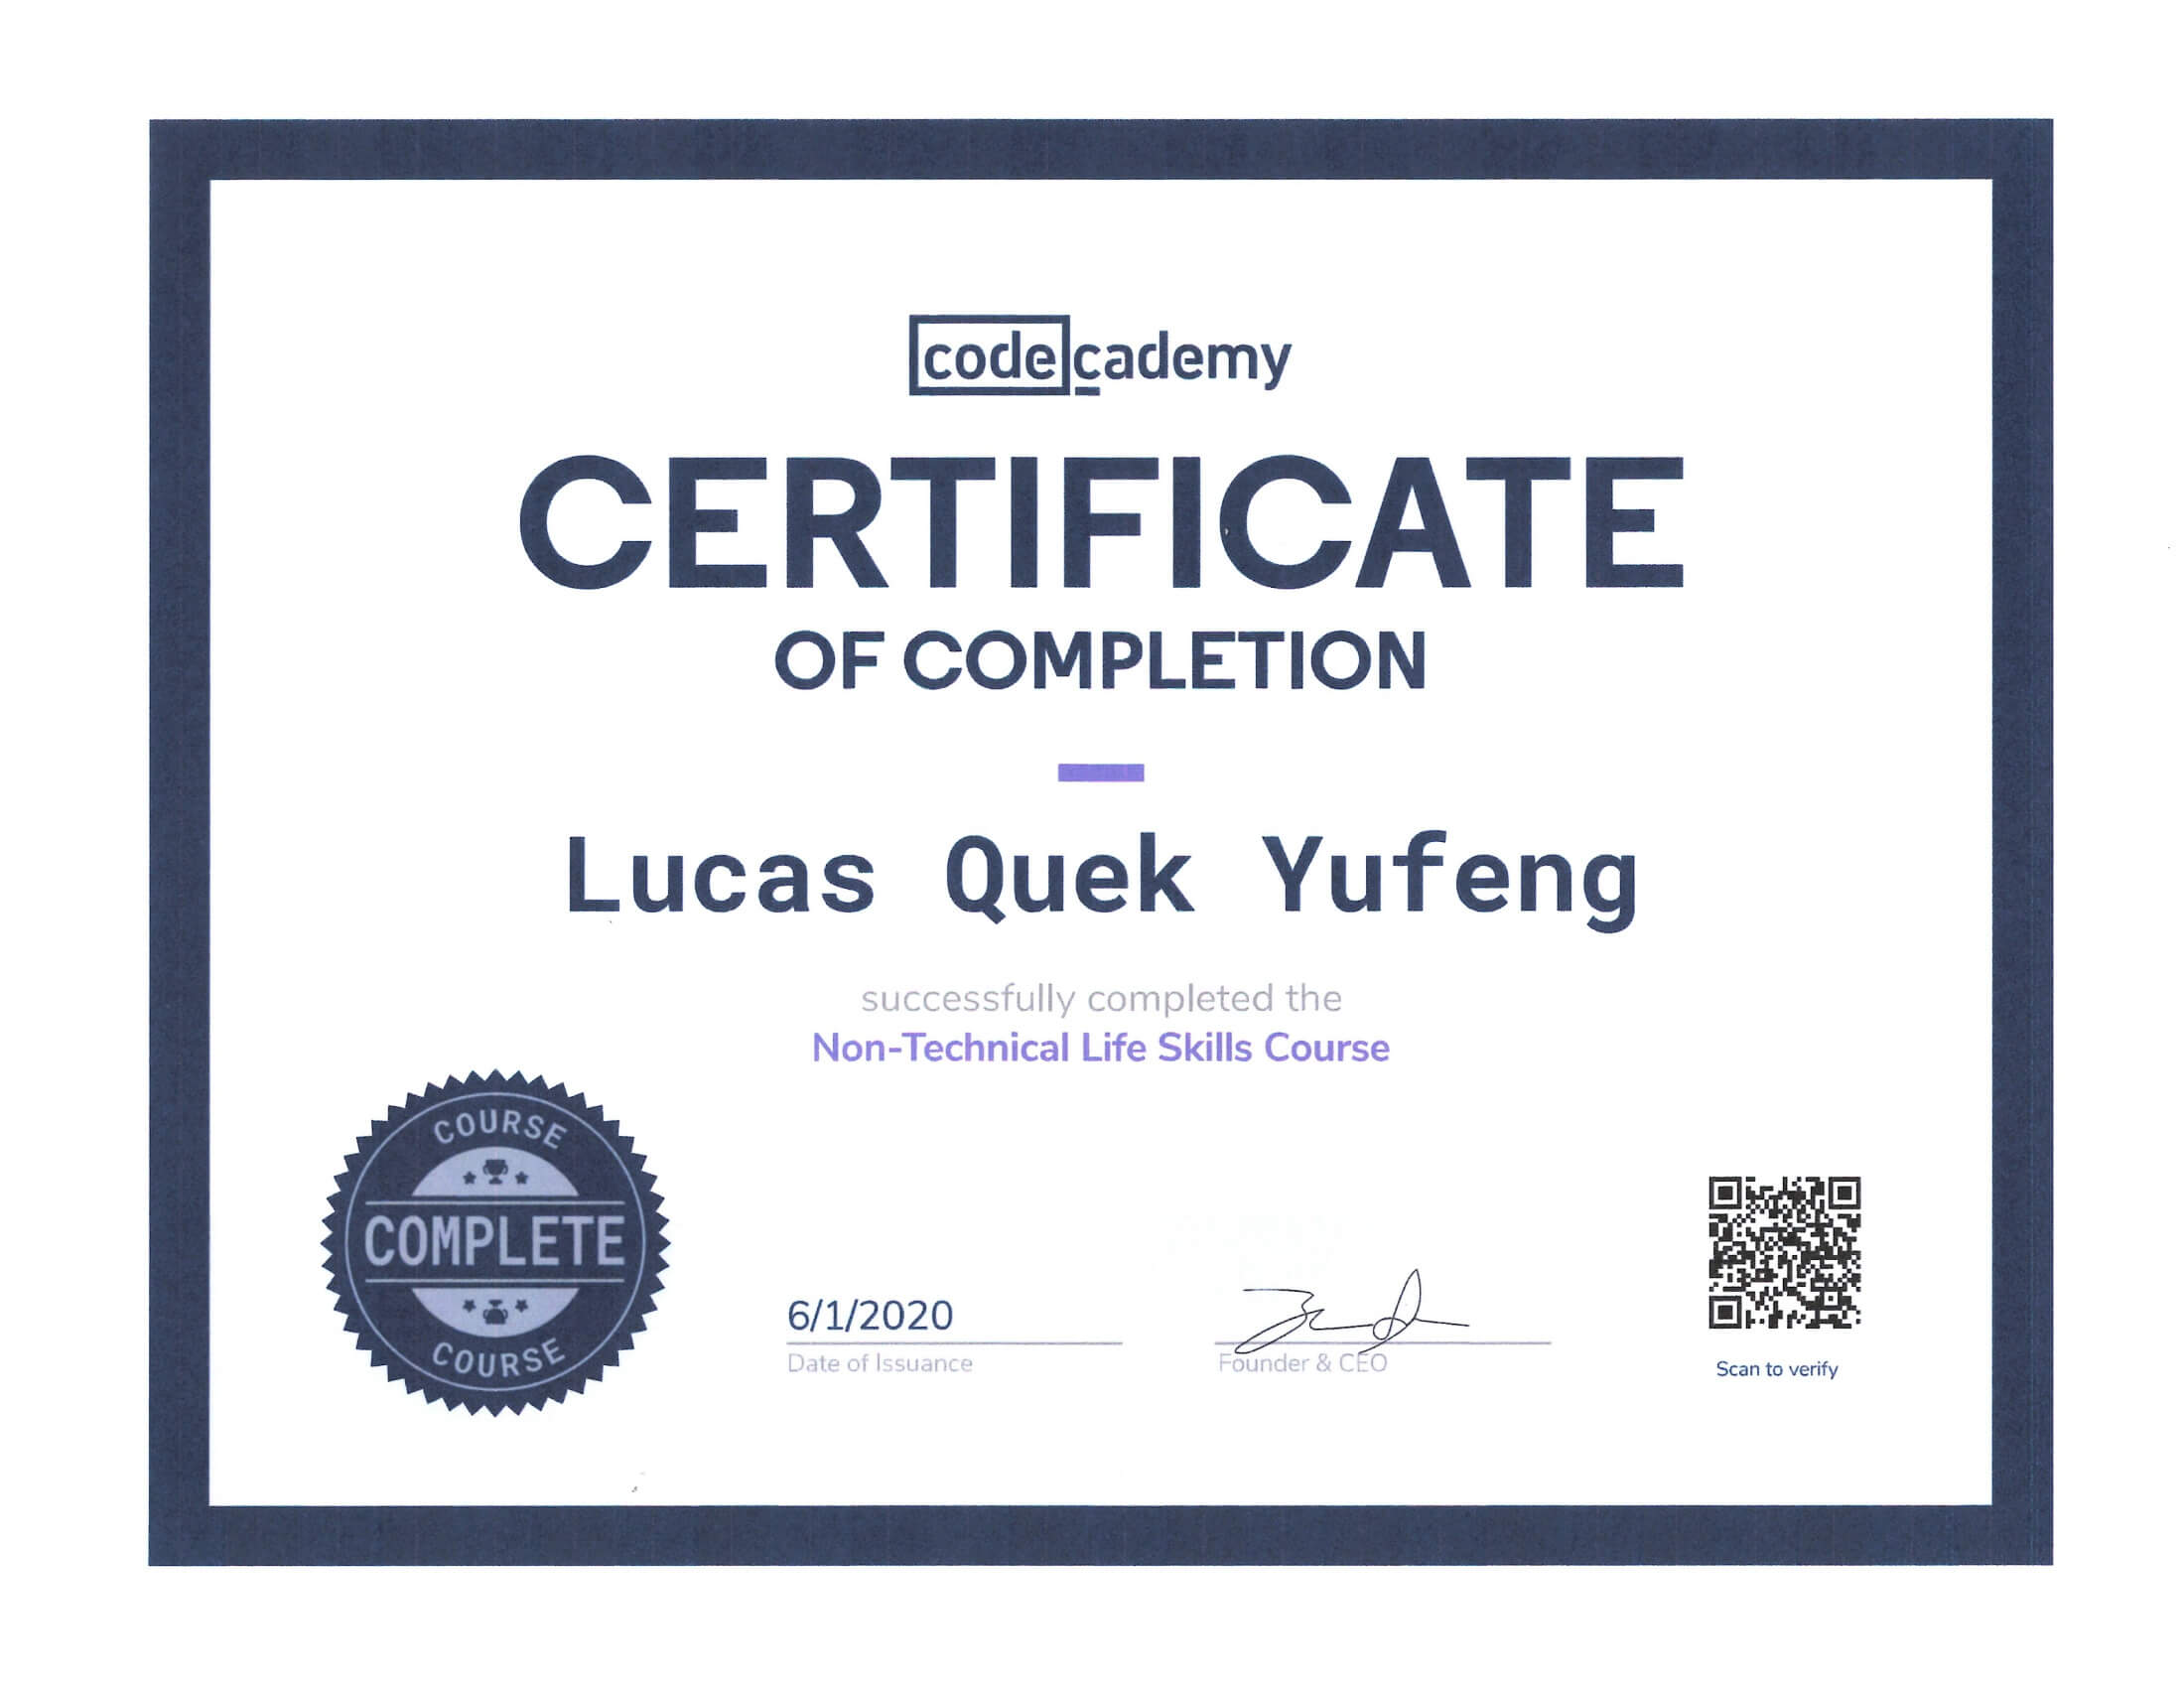 codecademy
CERTIFICATE
OF COMPLETION
Lucas Quek Yufeng
successfully completed the
Non-Technical Life Skills Course
COURSE
COMPLETE
COURSE
6/1/2020
Date of Issuance
Founder & CEO
Scan to verify